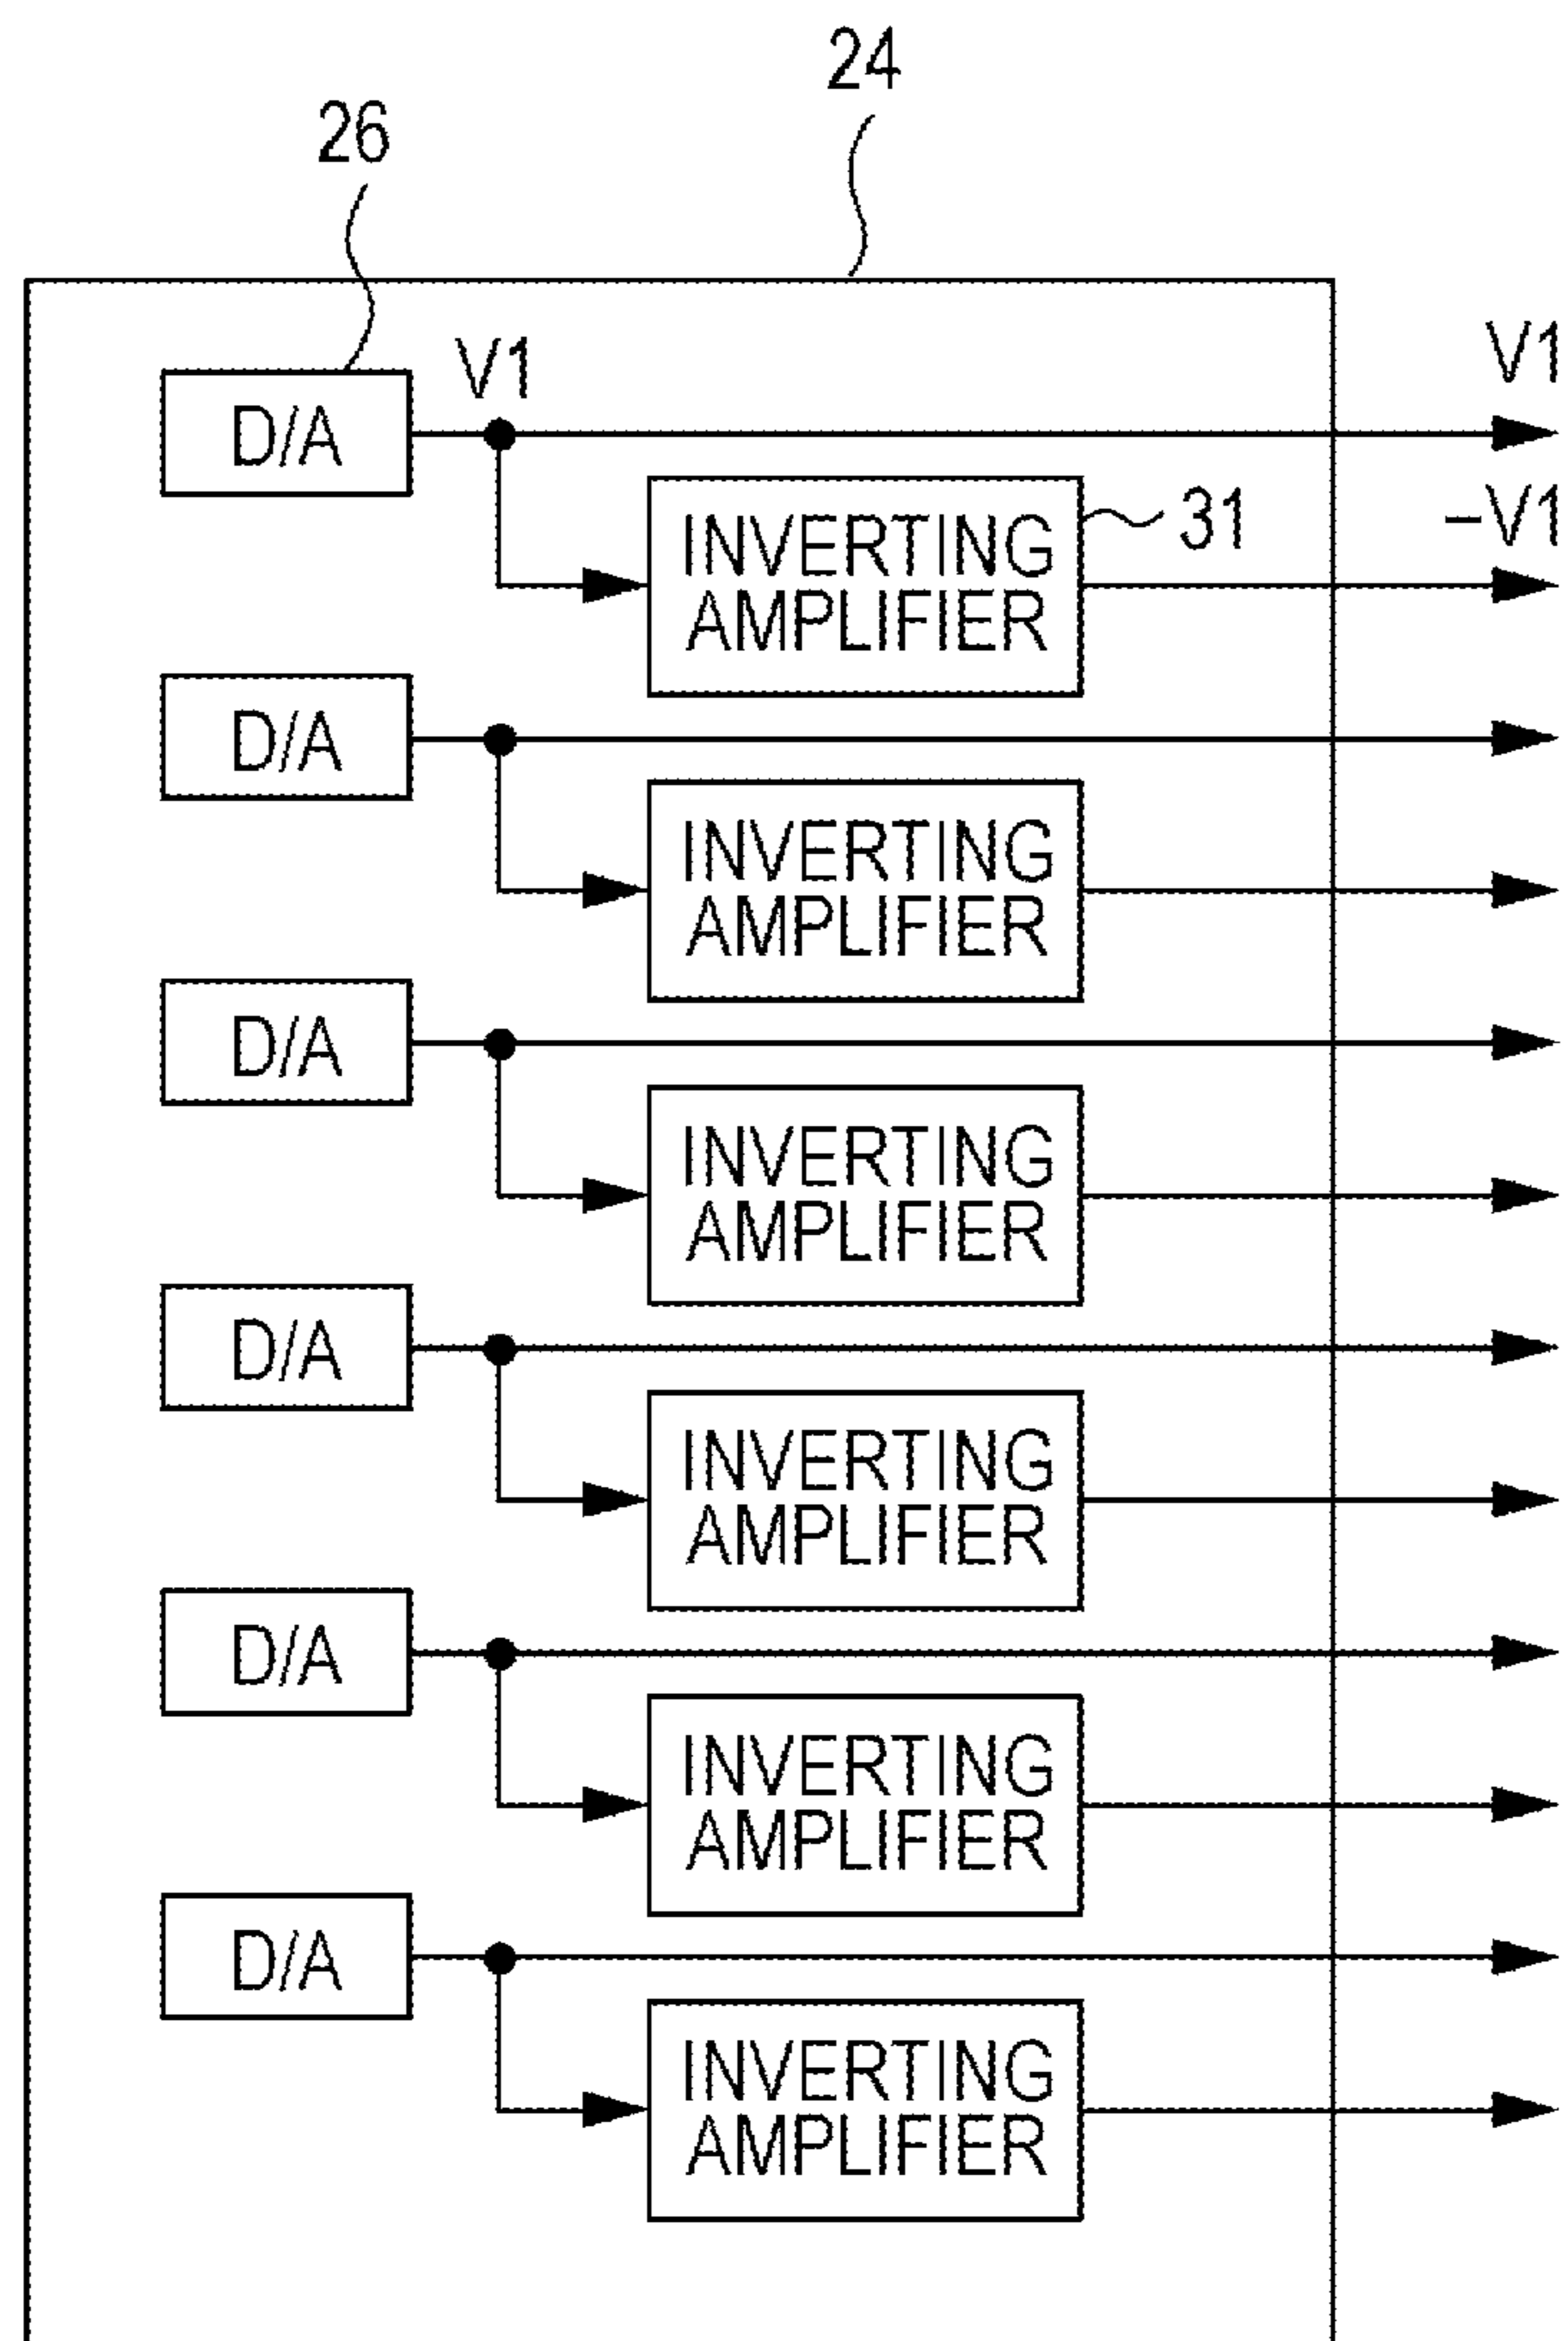 24
26
V1
V1
D/A
-V1
INVERTING
AMPLIFIER
31
D/A
INVERTING
AMPLIFIER
D/A
INVERTING
AMPLIFIER
D/A
INVERTING
AMPLIFIER
D/A
INVERTING
AMPLIFIER
D/A
INVERTING
AMPLIFIER